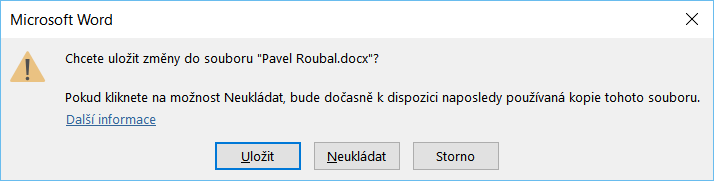 Microsoft Word
Chcete uložit změny do souboru "Pavel Roubal.docx"?
Pokud kliknete na možnost Neukládat, bude dočasně k dispozici naposledy používaná kopie tohoto souboru.
Další informace
Uložit Neukládat Storno